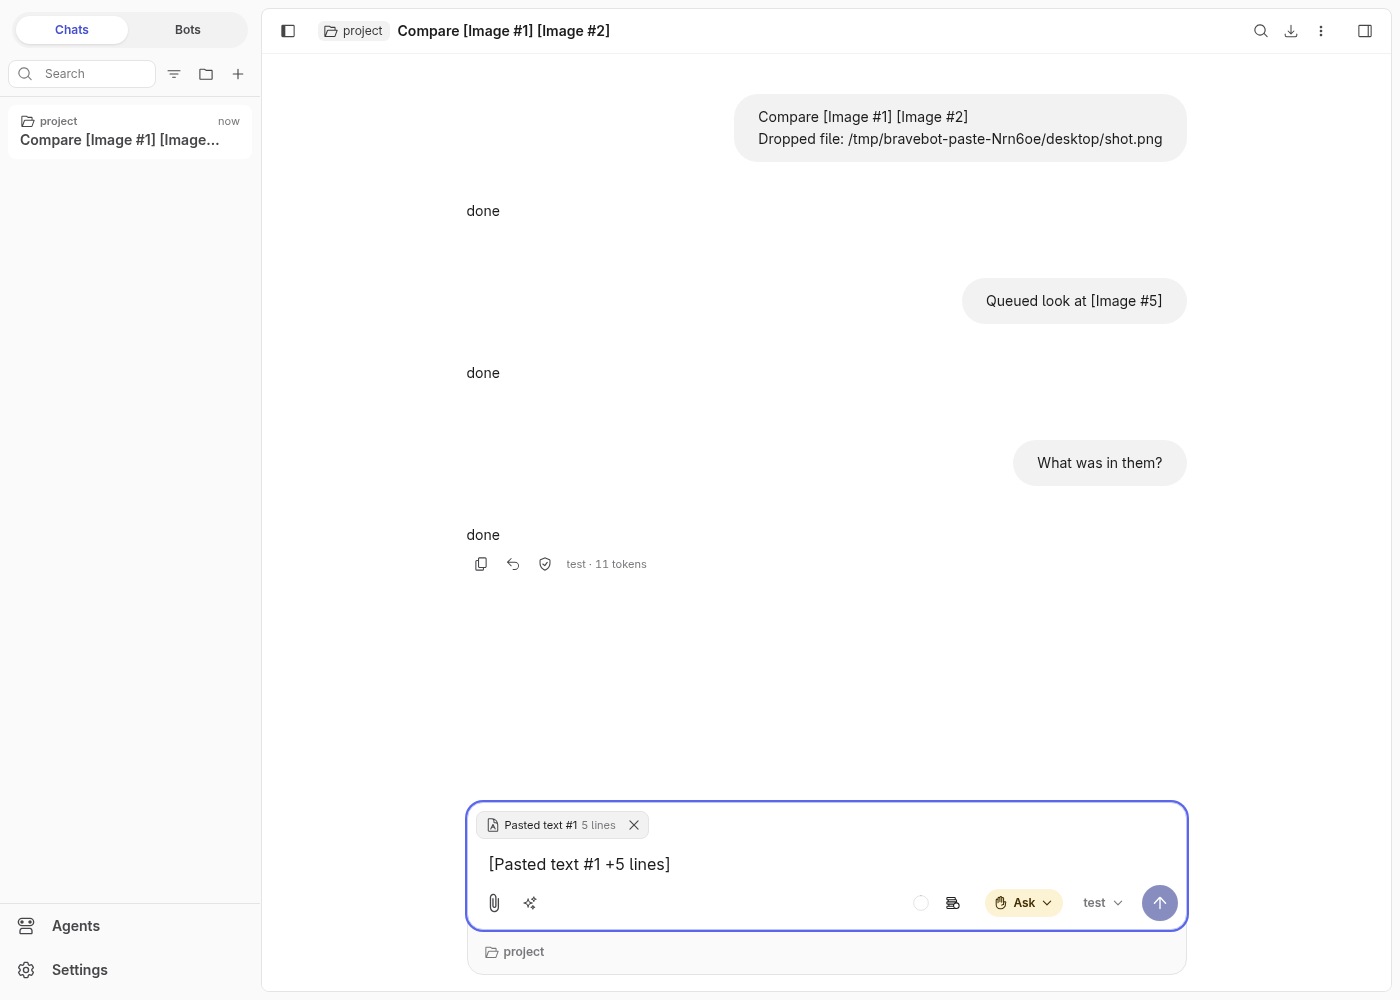 Chats
Bots
Search
project
now
Compare [Image #1] [Image...
Agents
Settings
project
Compare [Image #1] [Image #2]
Compare [Image #1] [Image #2]
Dropped file: /tmp/bravebot-paste-Nrn6oe/desktop/shot.png
done
Queued look at [Image #5]
done
What was in them?
done
test · 11 tokens
Pasted text #1 5 lines
[Pasted text #1 +5 lines]
Ask
test
project